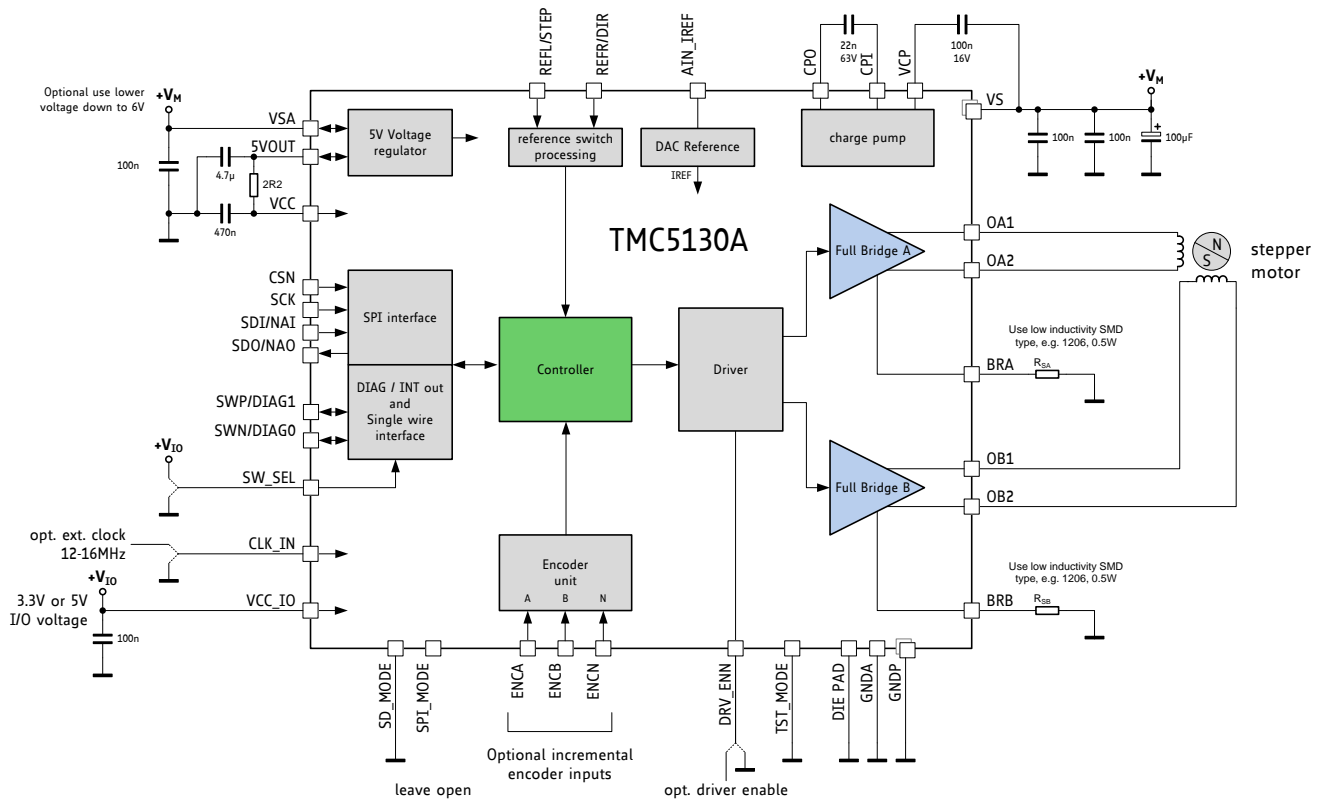 REFL/STEP
REFR/DIR
AIN_IREF
CPO
22n
63V
CPI
VCP
100n
16V
Optional use lower
voltage down to 6V
+VM
VSA
5VOUT
100n
4.7µ
2R2
VCC
470n
5V Voltage
regulator
reference switch
processing
DAC Reference
IREF
charge pump
VS
+VM
100n
100n
+
100µF
TMC5130A
CSN
SCK
SDI/NAI
SDO/NAO
SPI interface
DIAG / INT out
and
Single wire
interface
SWP/DIAG1
SWN/DIAG0
+VIO
SW_SEL
Controller
Driver
Full Bridge A
OA1
OA2
N
S
stepper
motor
Use low inductivity SMD
type, e.g. 1206, 0.5W
BRA
RSA
Full Bridge B
OB1
OB2
Use low inductivity SMD
type, e.g. 1206, 0.5W
BRB
RSB
opt. ext. clock
12-16MHz
CLK_IN
+VIO
3.3V or 5V
I/O voltage
VCC_IO
100n
Encoder
unit
A
B
N
SD_MODE
SPI_MODE
ENCA
ENCB
ENCN
DRV_ENN
TST_MODE
DIE PAD
GNDA
GNDP
Optional incremental
encoder inputs
leave open
opt. driver enable